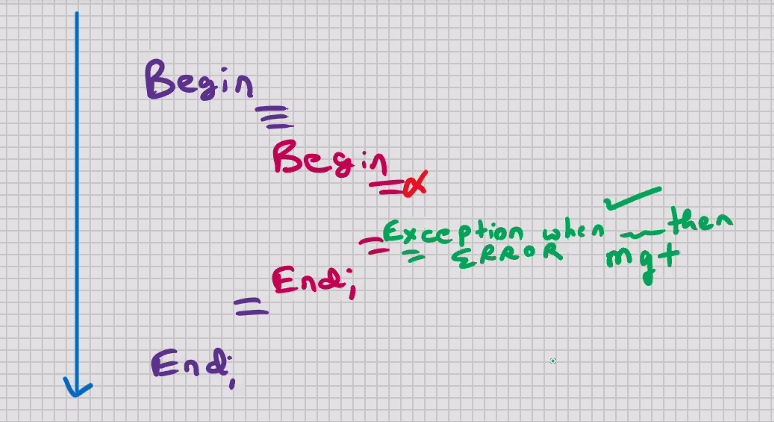 Begin
Begin
Exception when then
ERROR mgt
End;
End;